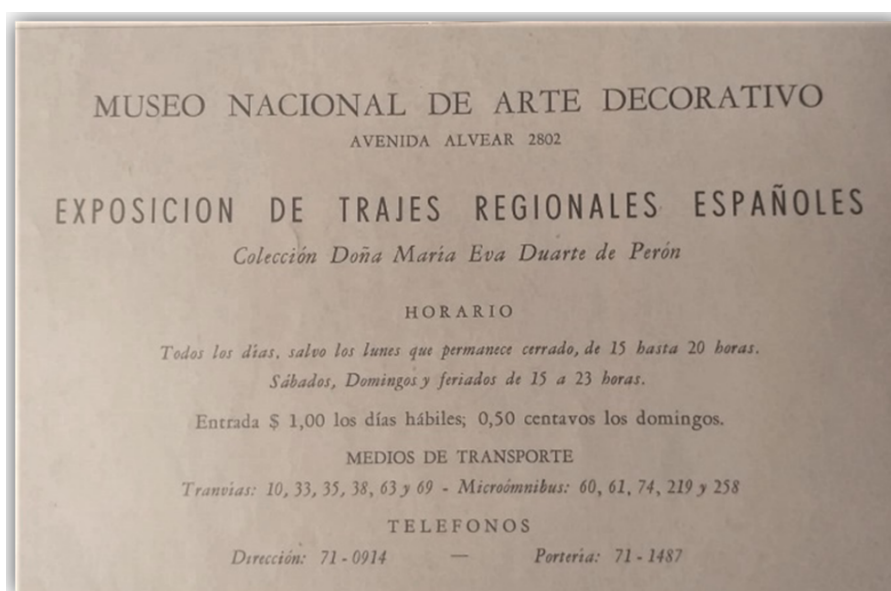 MUSEO NACIONAL DE ARTE DECORATIVO
AVENIDA ALVEAR 2802
EXPOSICION DE TRAJES REGIONALES ESPAÑOLES
Colección Doña María Eva Duarte de Perón
HORARIO
Todos los días, salvo los lunes que permanece cerrado, de 15 hasta 20 horas.
Sábados, Domingos y feriados de 15 a 23 horas.
Entrada $ 1,00 los días hábiles; 0,50 centavos los domingos.
MEDIOS DE TRANSPORTE
Tranvías: 10, 33, 35, 38, 63 y 69 - Microómnibus: 60, 61, 74, 219 y 258
TELEFONOS
Dirección: 71 - 0914 — Portería: 71 - 1487